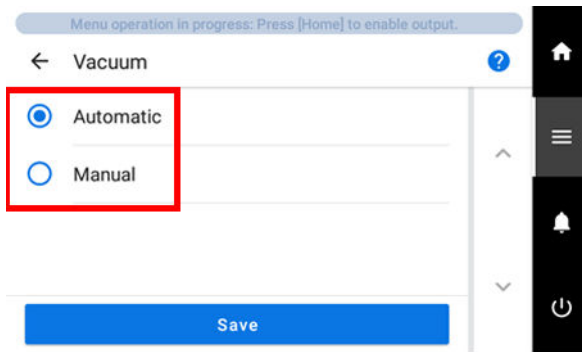 Menu operation in progress: Press [Home] to enable output.
Vacuum
?
Automatic
Manual
Save